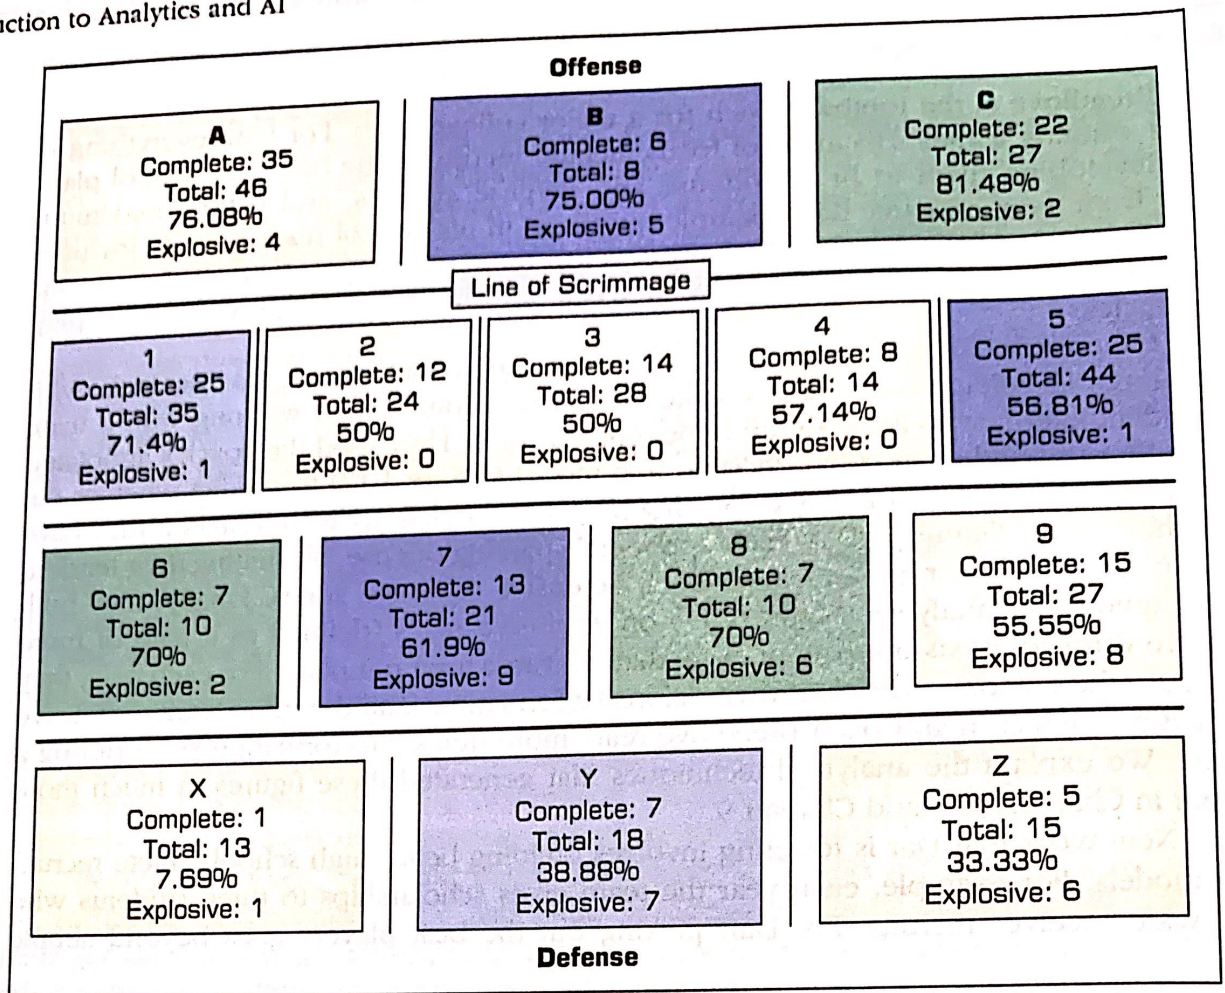 uction to Analytics and AI
Offense
A
Complete: 35
Total: 46
76.08%
Explosive: 4
B
Complete: 6
Total: 8
75.00%
Explosive: 5
C
Complete: 22
Total: 27
81.48%
Explosive: 2
Line of Scrimmage
1
Complete: 25
Total: 35
71.4%
Explosive: 1
2
Complete: 12
Total: 24
50%
Explosive: 0
3
Complete: 14
Total: 28
50%
Explosive: 0
4
Complete: 8
Total: 14
57.14%
Explosive: 0
5
Complete: 25
Total: 44
56.81%
Explosive: 1
6
Complete: 7
Total: 10
70%
Explosive: 2
7
Complete: 13
Total: 21
61.9%
Explosive: 9
8
Complete: 7
Total: 10
70%
Explosive: 6
9
Complete: 15
Total: 27
55.55%
Explosive: 8
X
Complete: 1
Total: 13
7.69%
Explosive: 1
Y
Complete: 7
Total: 18
38.88%
Explosive: 7
Z
Complete: 5
Total: 15
33.33%
Explosive: 6
Defense